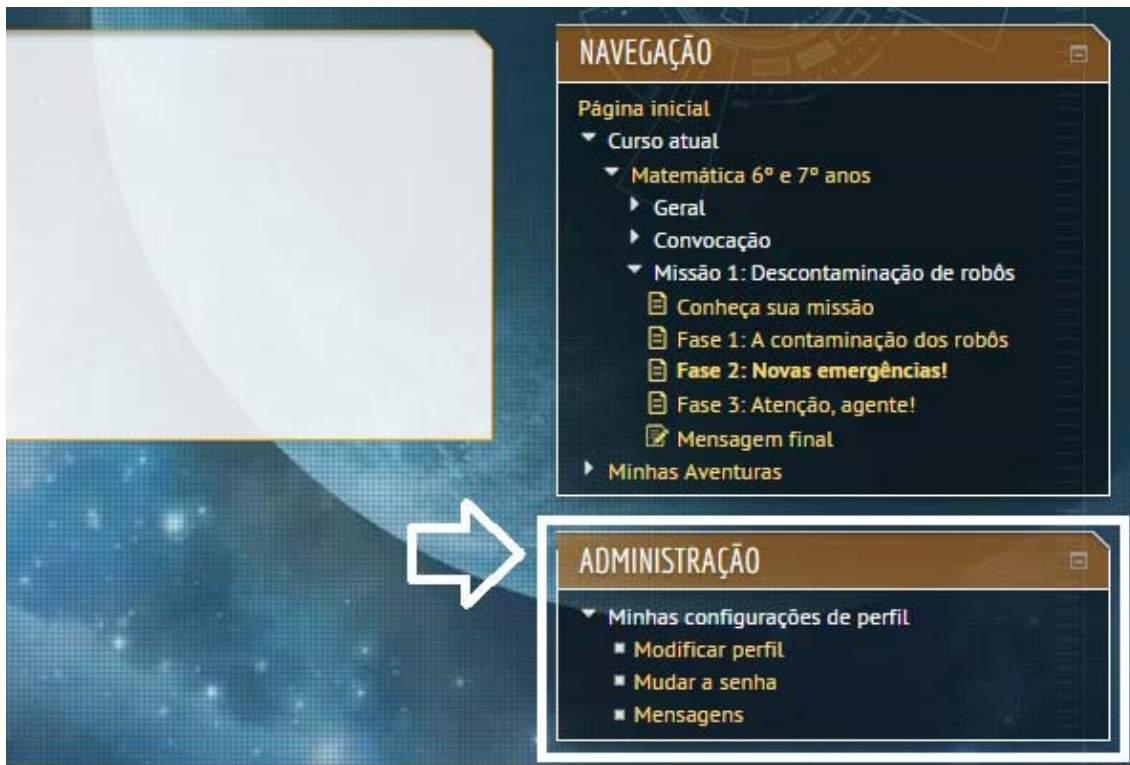 NAVEGAÇÃO
Página inicial
Curso atual
Matemática 6º e 7º anos
Geral
Convocação
Missão 1: Descontaminação de robôs
Conheça sua missão
Fase 1: A contaminação dos robôs
Fase 2: Novas emergências!
Fase 3: Atenção, agente!
Mensagem final
Minhas Aventuras
ADMINISTRAÇÃO
Minhas configurações de perfil
Modificar perfil
Mudar a senha
Mensagens